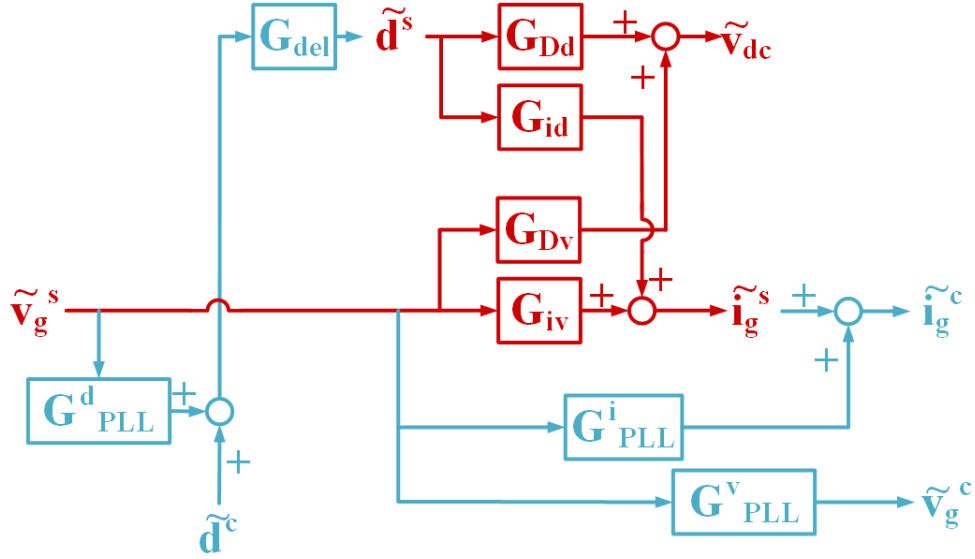 G_del d̃^s G_Dd + ṽ_dc
+
G_id
G_Dv
ṽ_g^s G_iv + + ĩ_g^s + ĩ_g^c
G^d_PLL + +
+ G^i_PLL
d̃^c G^v_PLL ṽ_g^c